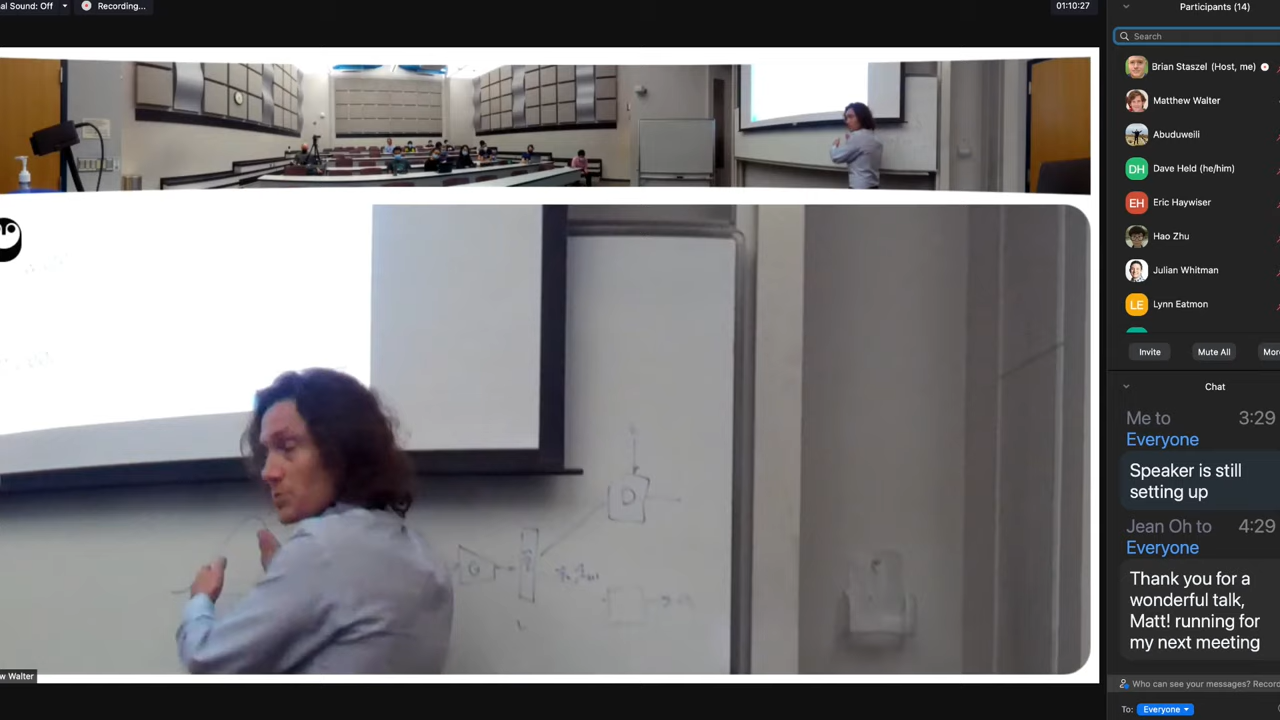 al Sound: Off
Recording...
01:10:27
Participants (14)
Search
Brian Staszel (Host, me)
Matthew Walter
Abuduweili
DH Dave Held (he/him)
EH Eric Haywiser
Hao Zhu
Julian Whitman
LE Lynn Eatmon
Invite
Mute All
Mor
Chat
Me to
3:29
Everyone
Speaker is still
setting up
Jean Oh to
4:29
Everyone
Thank you for a
wonderful talk,
Matt! running for
my next meeting
Who can see your messages? Record
To: Everyone
w Walter
D
G